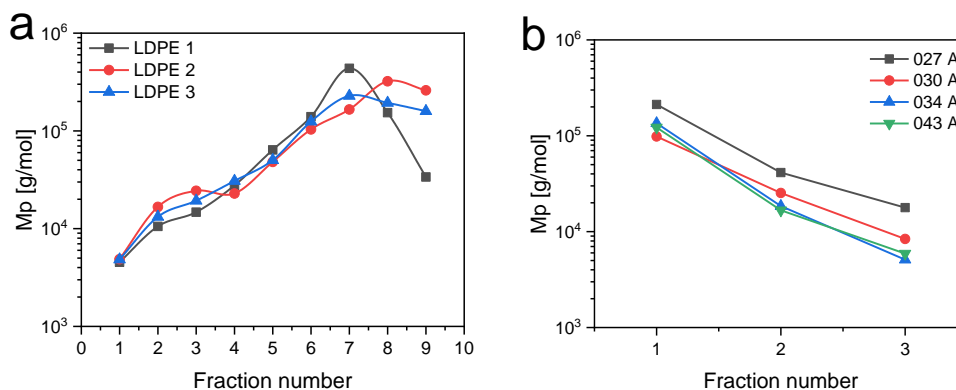 a
10^6
LDPE 1
LDPE 2
LDPE 3
10^5
Mp [g/mol]
10^4
10^3
0 1 2 3 4 5 6 7 8 9 10
Fraction number
b
10^6
027 A
030 A
034 A
043 A
10^5
Mp [g/mol]
10^4
10^3
1 2 3
Fraction number